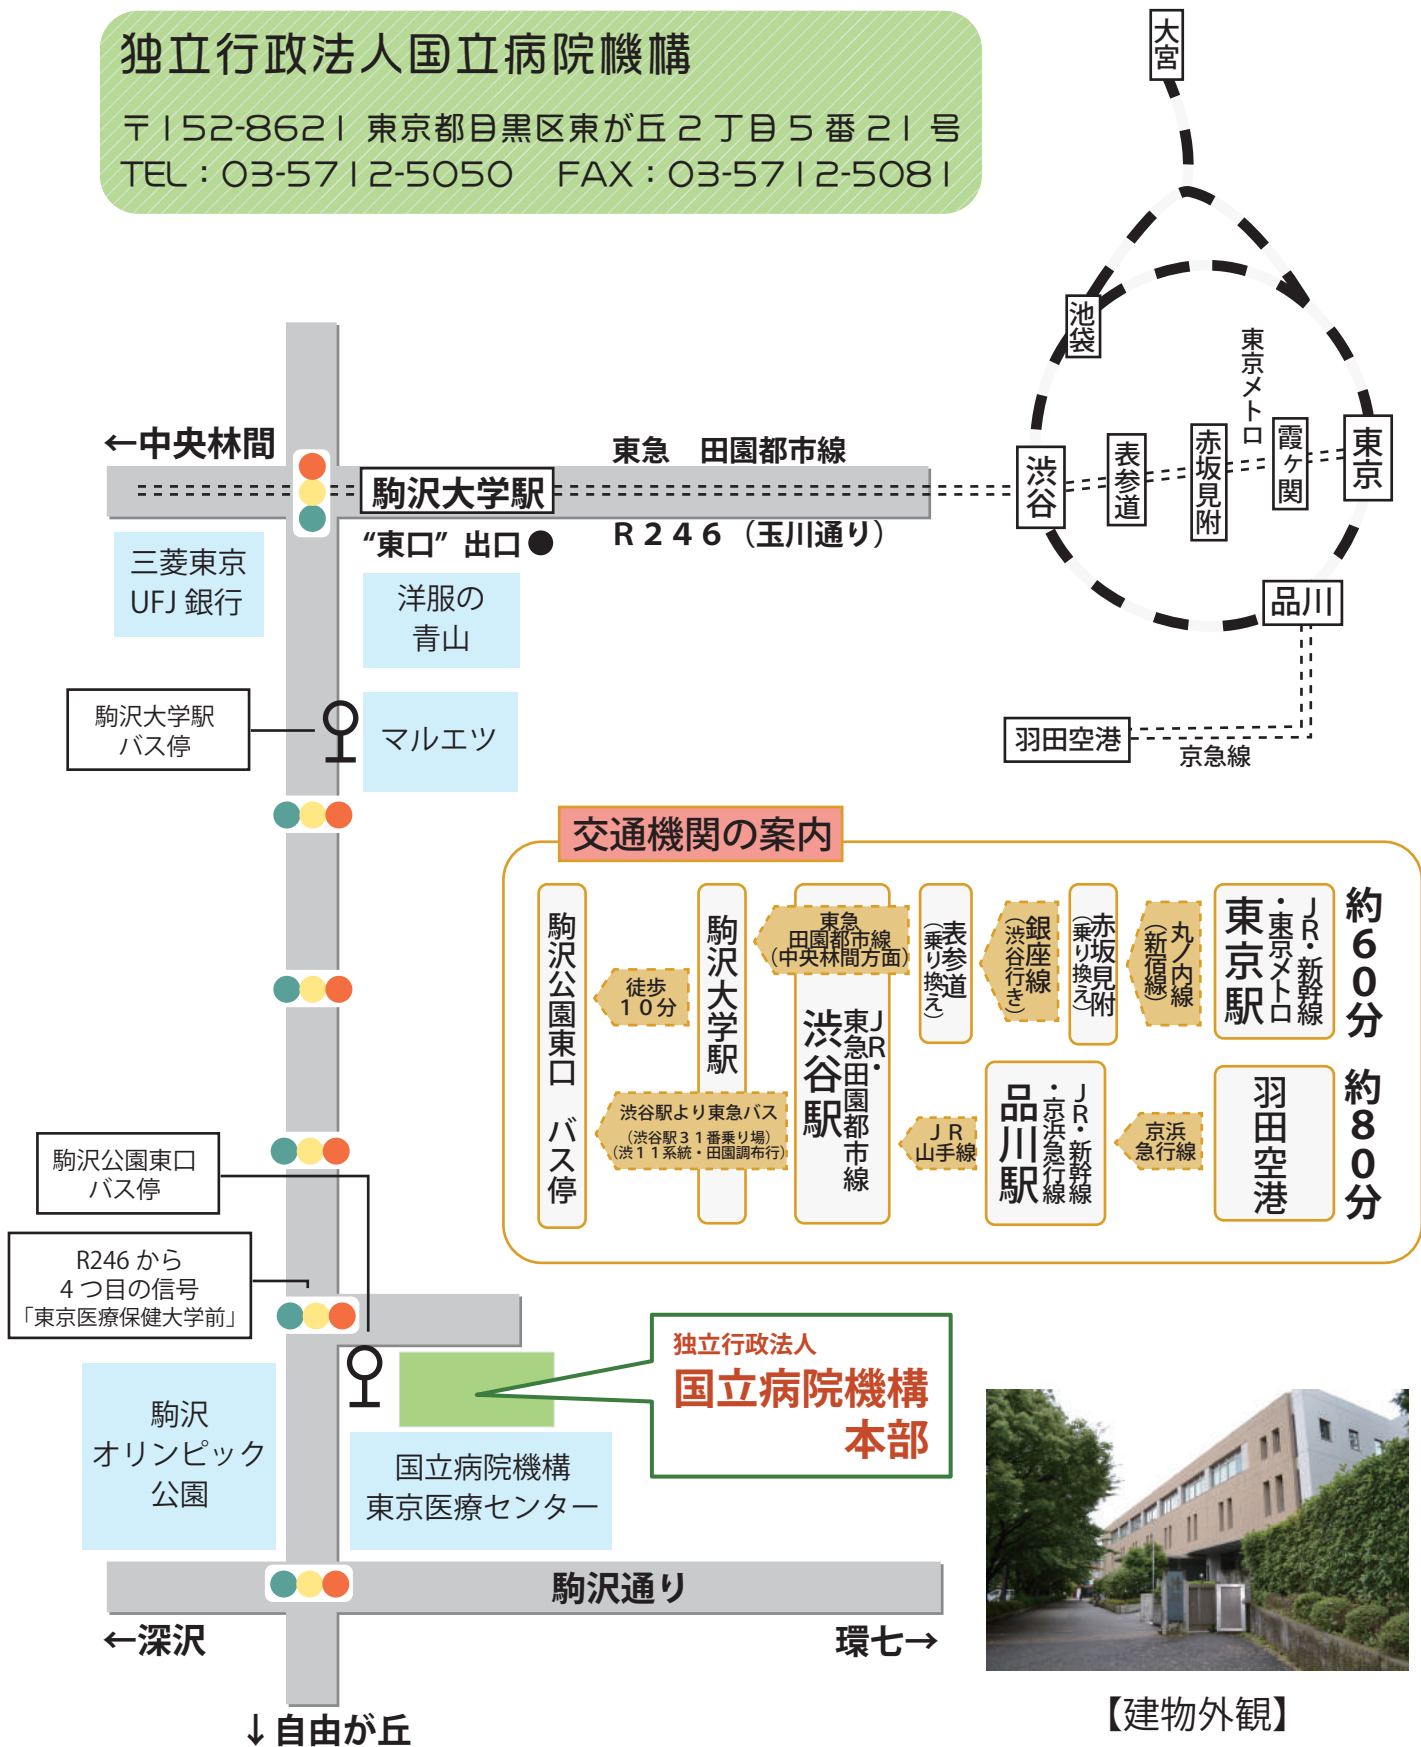 独立行政法人国立病院機構
〒152-8621 東京都目黒区東が丘2丁目5番21号
TEL：03-5712-5050 FAX：03-5712-5081
大宮
池袋
東京メトロ
渋谷
表参道
赤坂見附
霞ヶ関
東京
品川
羽田空港
京急線
←中央林間
東急 田園都市線
駒沢大学駅
“東口” 出口●
R246（玉川通り）
三菱東京
UFJ銀行
洋服の
青山
駒沢大学駅
バス停
マルエツ
交通機関の案内
約60分
JR・新幹線
・東京メトロ
東京駅
丸ノ内線
（新宿線）
赤坂見附
（乗り換え）
銀座線
（渋谷行き）
表参道
（乗り換え）
東急
田園都市線
（中央林間方面）
JR・
東急田園都市線
渋谷駅
駒沢大学駅
徒歩
10分
駒沢公園東口 バス停
約80分
羽田空港
京浜
急行線
JR・新幹線
・京浜急行線
品川駅
JR
山手線
渋谷駅より東急バス
（渋谷駅31番乗り場）
（渋11系統・田園調布行）
駒沢公園東口
バス停
R246から
4つ目の信号
「東京医療保健大学前」
独立行政法人
国立病院機構
本部
駒沢
オリンピック
公園
国立病院機構
東京医療センター
駒沢通り
←深沢
環七→
↓自由が丘
【建物外観】